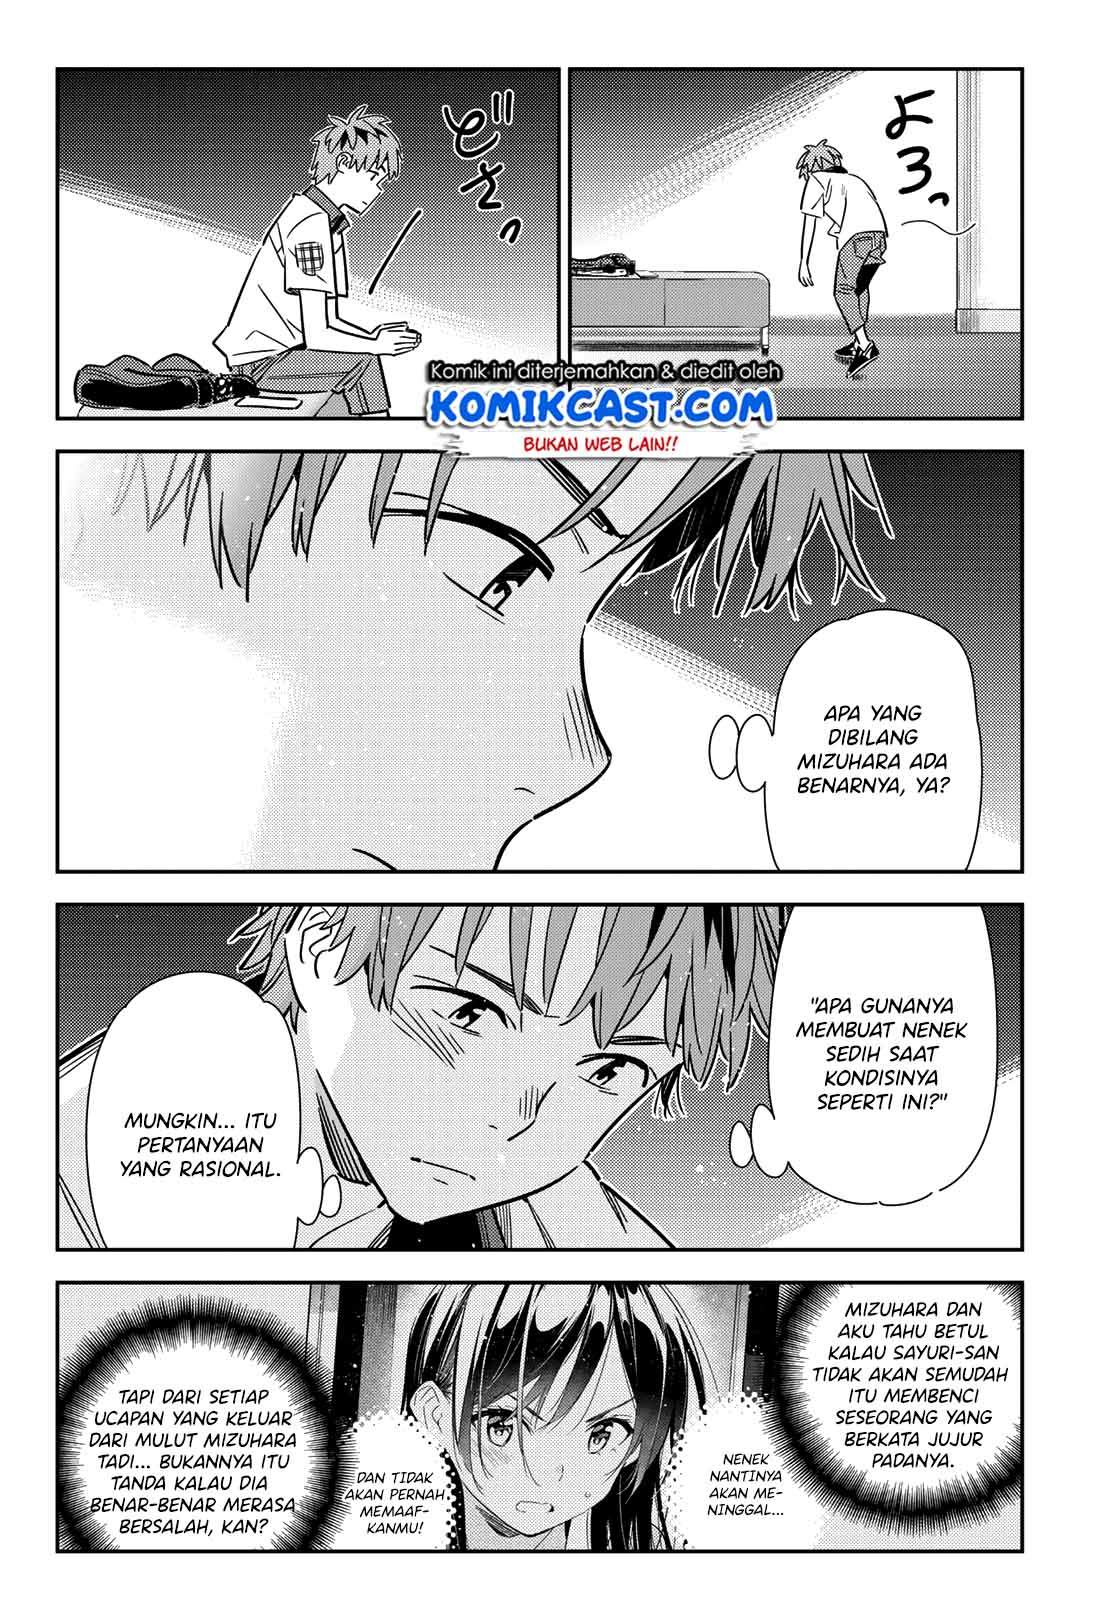 よろっ
どさっ
Komik ini diterjemahkan & diedit oleh
KOMIKCAST.COM
BUKAN WEB LAIN!!
APA YANG
DIBILANG
MIZUHARA ADA
BENARNYA, YA?
"APA GUNANYA
MEMBUAT NENEK
SEDIH SAAT
KONDISINYA
SEPERTI INI?"
MUNGKIN... ITU
PERTANYAAN
YANG RASIONAL.
MIZUHARA DAN
AKU TAHU BETUL
KALAU SAYURI-SAN
TIDAK AKAN SEMUDAH
ITU MEMBENCI
SESEORANG YANG
BERKATA JUJUR
PADANYA.
NENEK
NANTINYA
AKAN ME-
NINGGAL...
DAN TIDAK
AKAN PERNAH
MEMAAF-
KANMU!
TAPI DARI SETIAP
UCAPAN YANG KELUAR
DARI MULUT MIZUHARA
TADI... BUKANNYA ITU
TANDA KALAU DIA
BENAR-BENAR MERASA
BERSALAH, KAN?